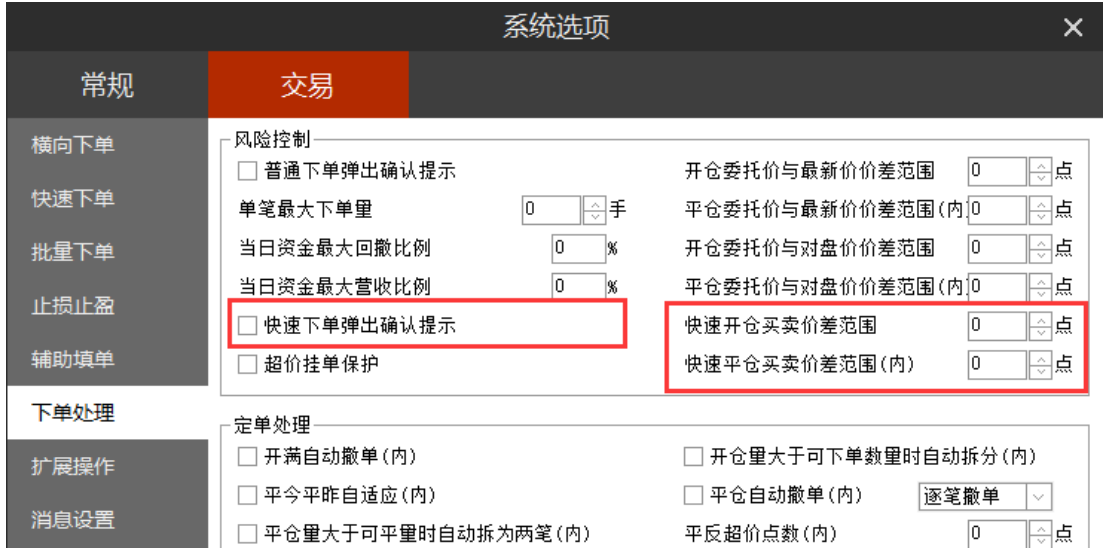 系统选项
常规
交易
横向下单
快速下单
批量下单
止损止盈
辅助填单
下单处理
扩展操作
消息设置
风险控制
普通下单弹出确认提示
开仓委托价与最新价价差范围 0 点
单笔最大下单量 0 手
平仓委托价与最新价价差范围(内) 0 点
当日资金最大回撤比例 0 %
开仓委托价与对盘价价差范围 0 点
当日资金最大营收比例 0 %
平仓委托价与对盘价价差范围(内) 0 点
快速下单弹出确认提示
快速开仓买卖价差范围 0 点
超价挂单保护
快速平仓买卖价差范围(内) 0 点
定单处理
开满自动撤单(内)
开仓量大于可下单数量时自动拆分(内)
平今平昨自适应(内)
平仓自动撤单(内) 逐笔撤单
平仓量大于可平量时自动拆为两笔(内)
平反超价点数(内) 0 点